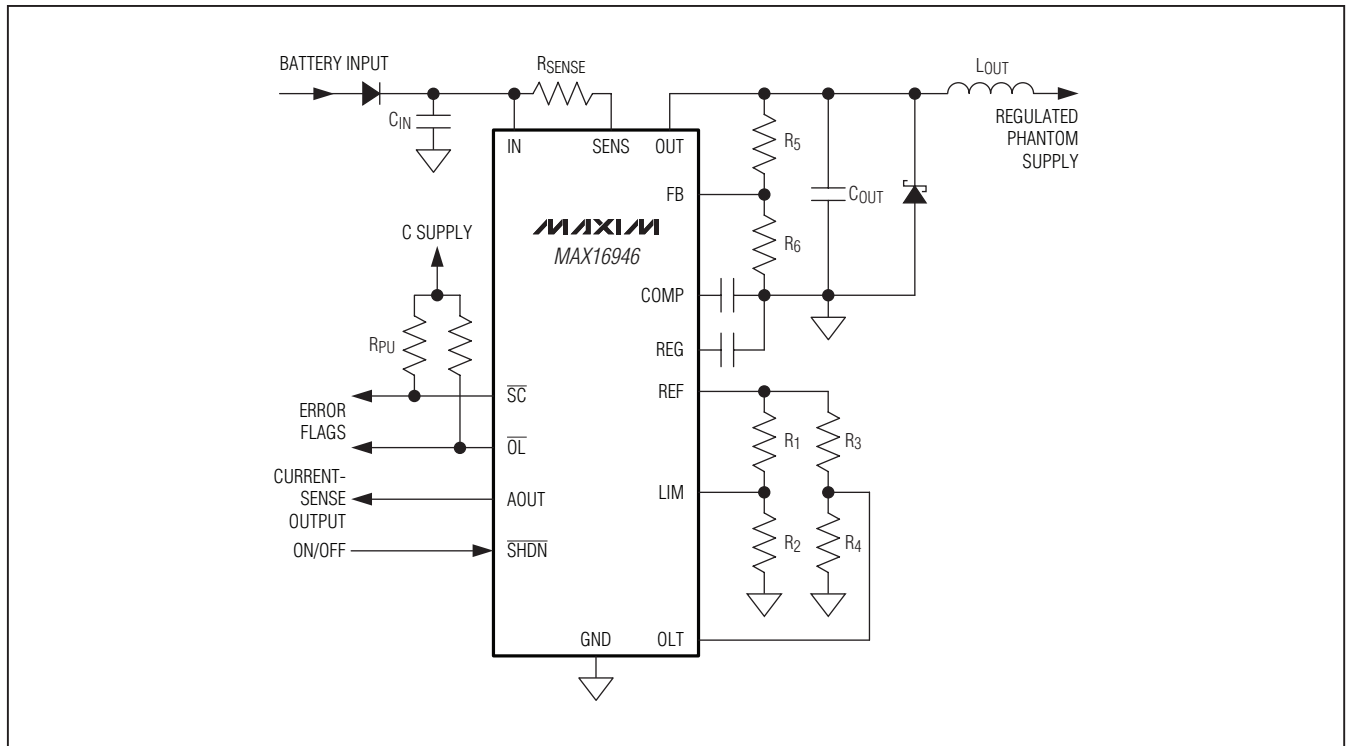 BATTERY INPUT
RSENSE
LOUT
CIN
REGULATED
PHANTOM
SUPPLY
IN
SENS
OUT
R5
FB
COUT
MAXIM
MAX16946
R6
C SUPPLY
COMP
RPU
REG
SC
REF
ERROR
FLAGS
OL
R1
R3
CURRENT-
SENSE
OUTPUT
AOUT
LIM
ON/OFF
SHDN
R2
R4
GND
OLT